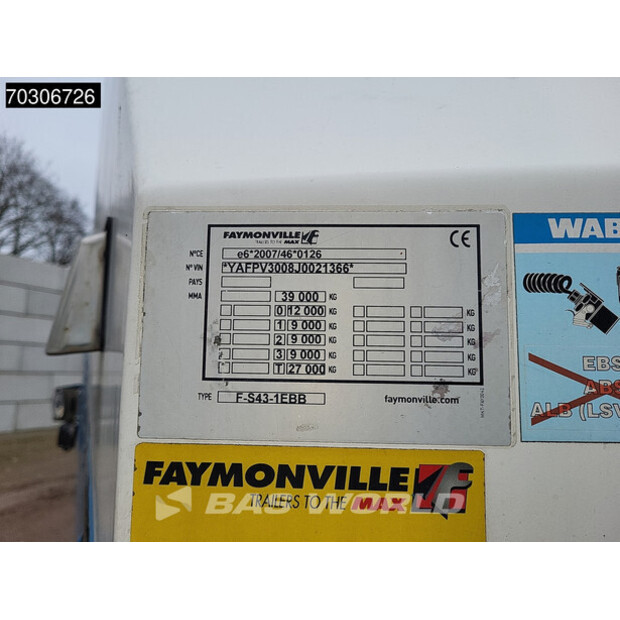 70306726
FAYMONVILLE
TRAILERS TO THE MAX
CE
N°CE e6*2007/46*0126
N° VIN *YAFPV3008J0021366*
PAYS
MMA 39 000 KG
0 12 000 KG KG
1 9 000 KG KG
2 9 000 KG KG
3 9 000 KG KG
T 27 000 KG KG
TYPE F-S43-1EBB faymonville.com
WAB
EBS
ABS
ALB (LSV
FAYMONVILLE
TRAILERS TO THE MAX
BAS WORLD